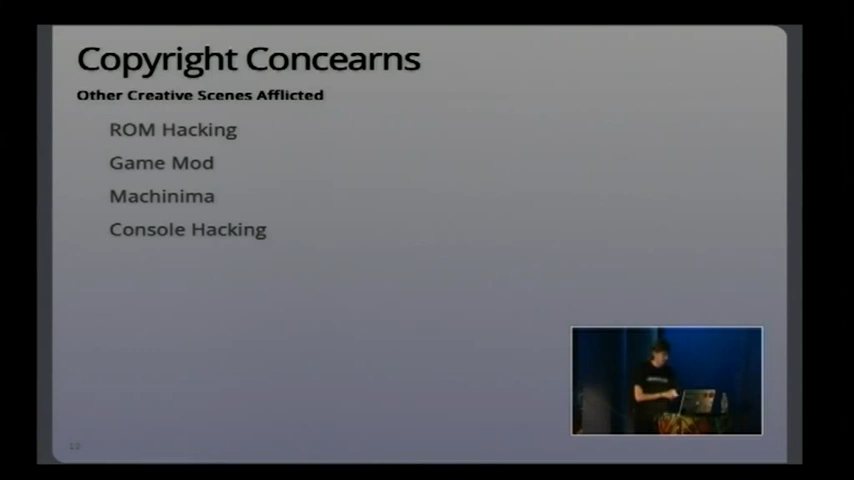 Copyright Concearns
Other Creative Scenes Afflicted
ROM Hacking
Game Mod
Machinima
Console Hacking